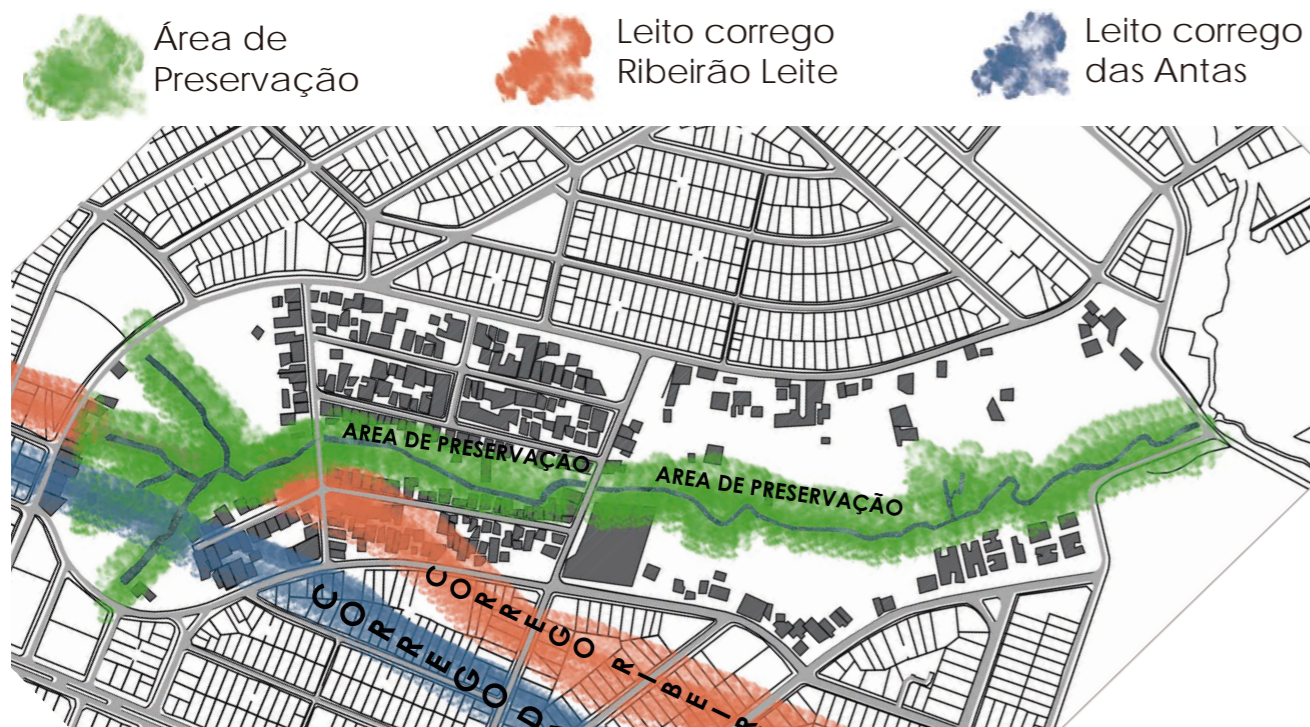 Área de
Preservação
Leito corrego
Ribeirão Leite
Leito corrego
das Antas
AREA DE PRESERVAÇÃO
AREA DE PRESERVAÇÃO
CORREGO RIBEIR
CORREGO D